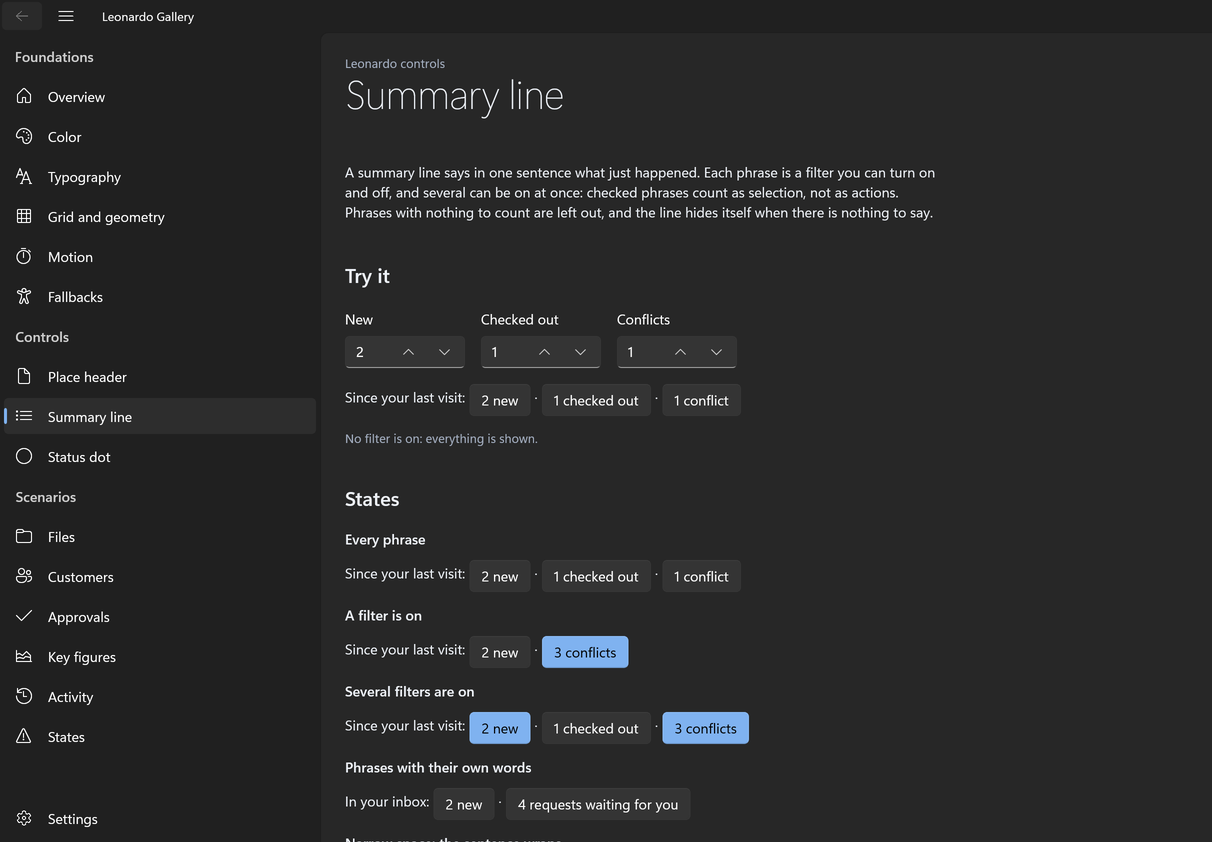 Leonardo Gallery
Foundations
Overview
Color
Typography
Grid and geometry
Motion
Fallbacks
Controls
Place header
Summary line
Status dot
Scenarios
Files
Customers
Approvals
Key figures
Activity
States
Settings
Leonardo controls
Summary line
A summary line says in one sentence what just happened. Each phrase is a filter you can turn on
and off, and several can be on at once: checked phrases count as selection, not as actions.
Phrases with nothing to count are left out, and the line hides itself when there is nothing to say.
Try it
New Checked out Conflicts
2 1 1
Since your last visit: 2 new · 1 checked out · 1 conflict
No filter is on: everything is shown.
States
Every phrase
Since your last visit: 2 new · 1 checked out · 1 conflict
A filter is on
Since your last visit: 2 new · 3 conflicts
Several filters are on
Since your last visit: 2 new · 1 checked out · 3 conflicts
Phrases with their own words
In your inbox: 2 new · 4 requests waiting for you